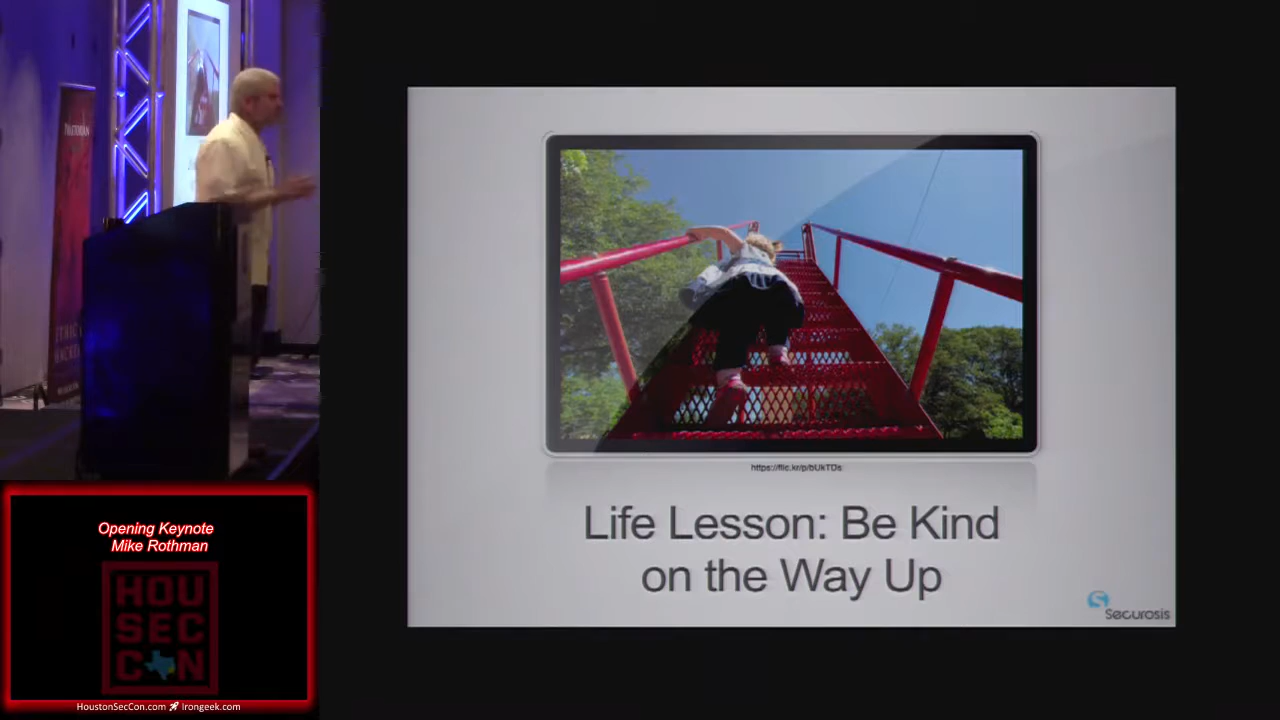 Opening Keynote
Mike Rothman
HOU
SEC
CON
HoustonSecCon.com Irongeek.com
https://flic.kr/p/bUkTDs
Life Lesson: Be Kind
on the Way Up
Securosis